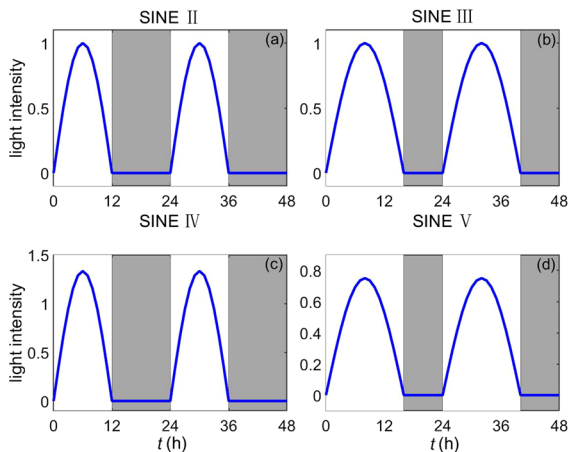 SINE Ⅱ
(a)
light intensity
1
0.5
0
0 12 24 36 48
SINE Ⅲ
(b)
1
0.5
0
0 12 24 36 48
SINE Ⅳ
(c)
light intensity
1.5
1
0.5
0
0 12 24 36 48
t (h)
SINE Ⅴ
(d)
0.8
0.6
0.4
0.2
0
0 12 24 36 48
t (h)